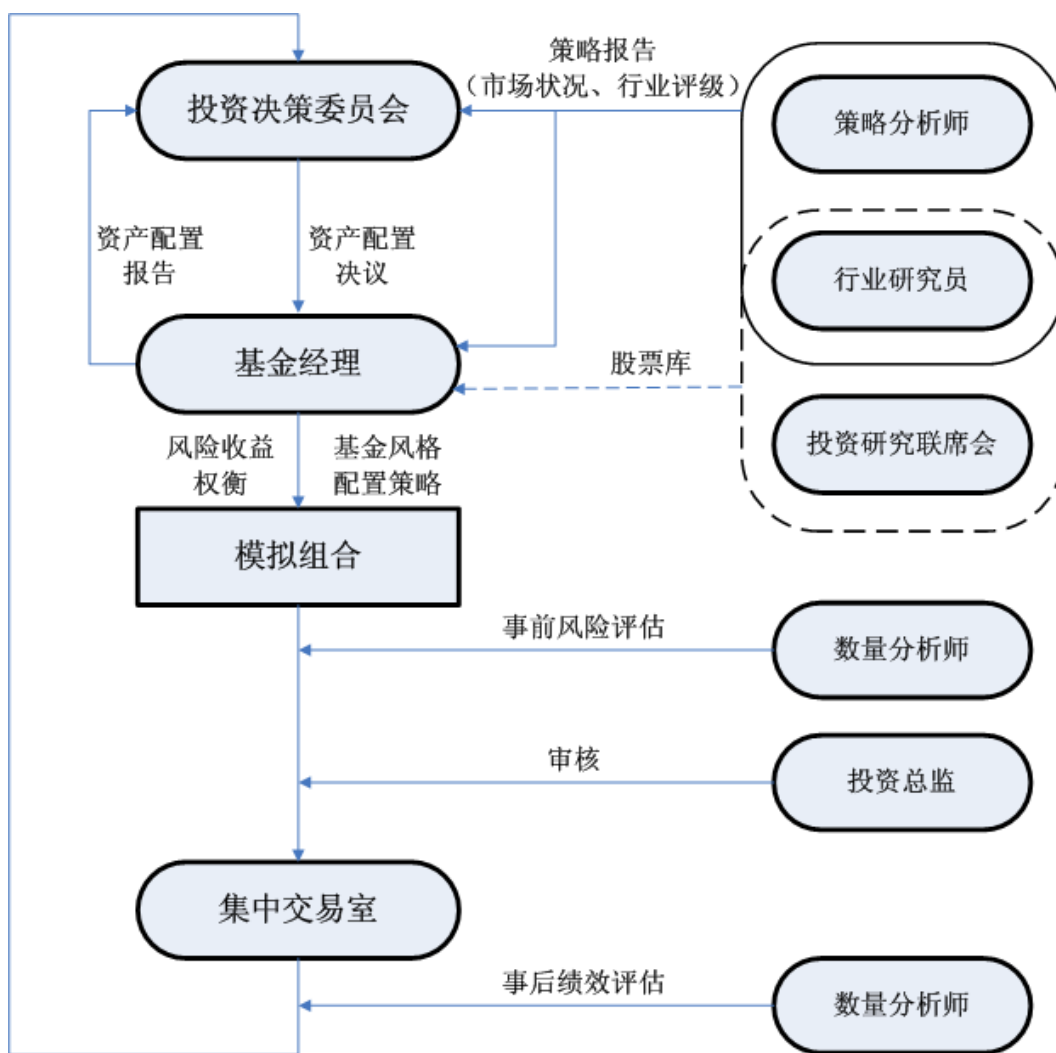 策略报告
（市场状况、行业评级）
投资决策委员会
策略分析师
资产配置
报告
资产配置
决议
行业研究员
基金经理
股票库
风险收益
权衡
基金风格
配置策略
投资研究联席会
模拟组合
事前风险评估
数量分析师
审核
投资总监
集中交易室
事后绩效评估
数量分析师